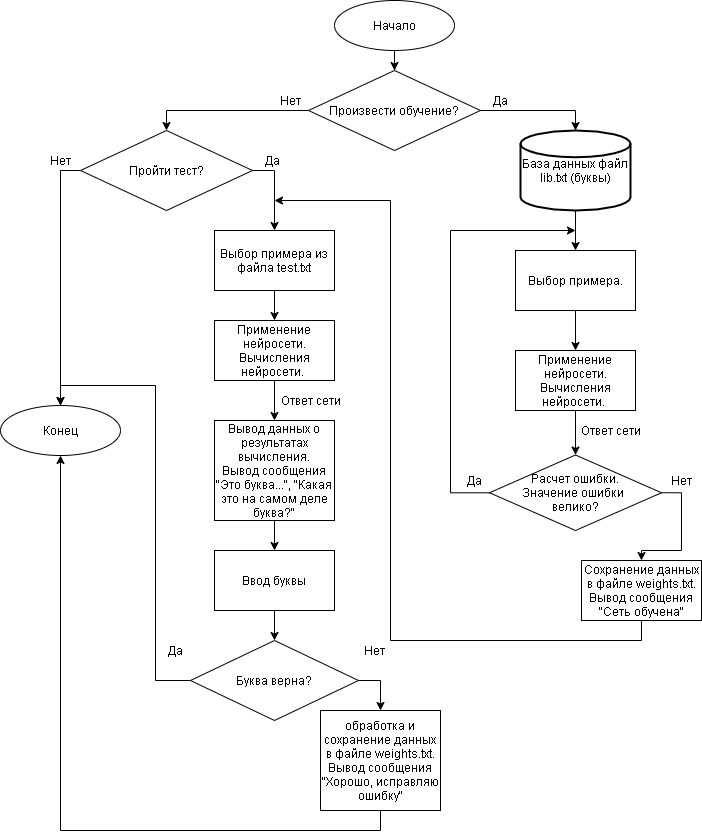 Начало
Произвести обучение?
Нет
Да
Пройти тест?
Нет
Да
База данных файл
lib.txt (буквы)
Выбор примера из
файла test.txt
Выбор примера.
Применение
нейросети.
Вычисления
нейросети.
Применение
нейросети.
Вычисления
нейросети.
Ответ сети
Ответ сети
Конец
Вывод данных о
результатах
вычисления.
Вывод сообщения
"Это буква...", "Какая
это на самом деле
буква?"
Расчет ошибки.
Значение ошибки
велико?
Да
Нет
Ввод буквы
Сохранение данных
в файле weights.txt.
Вывод сообщения
"Сеть обучена"
Буква верна?
Да
Нет
обработка и
сохранение данных
в файле weights.txt.
Вывод сообщения
"Хорошо, исправляю
ошибку"